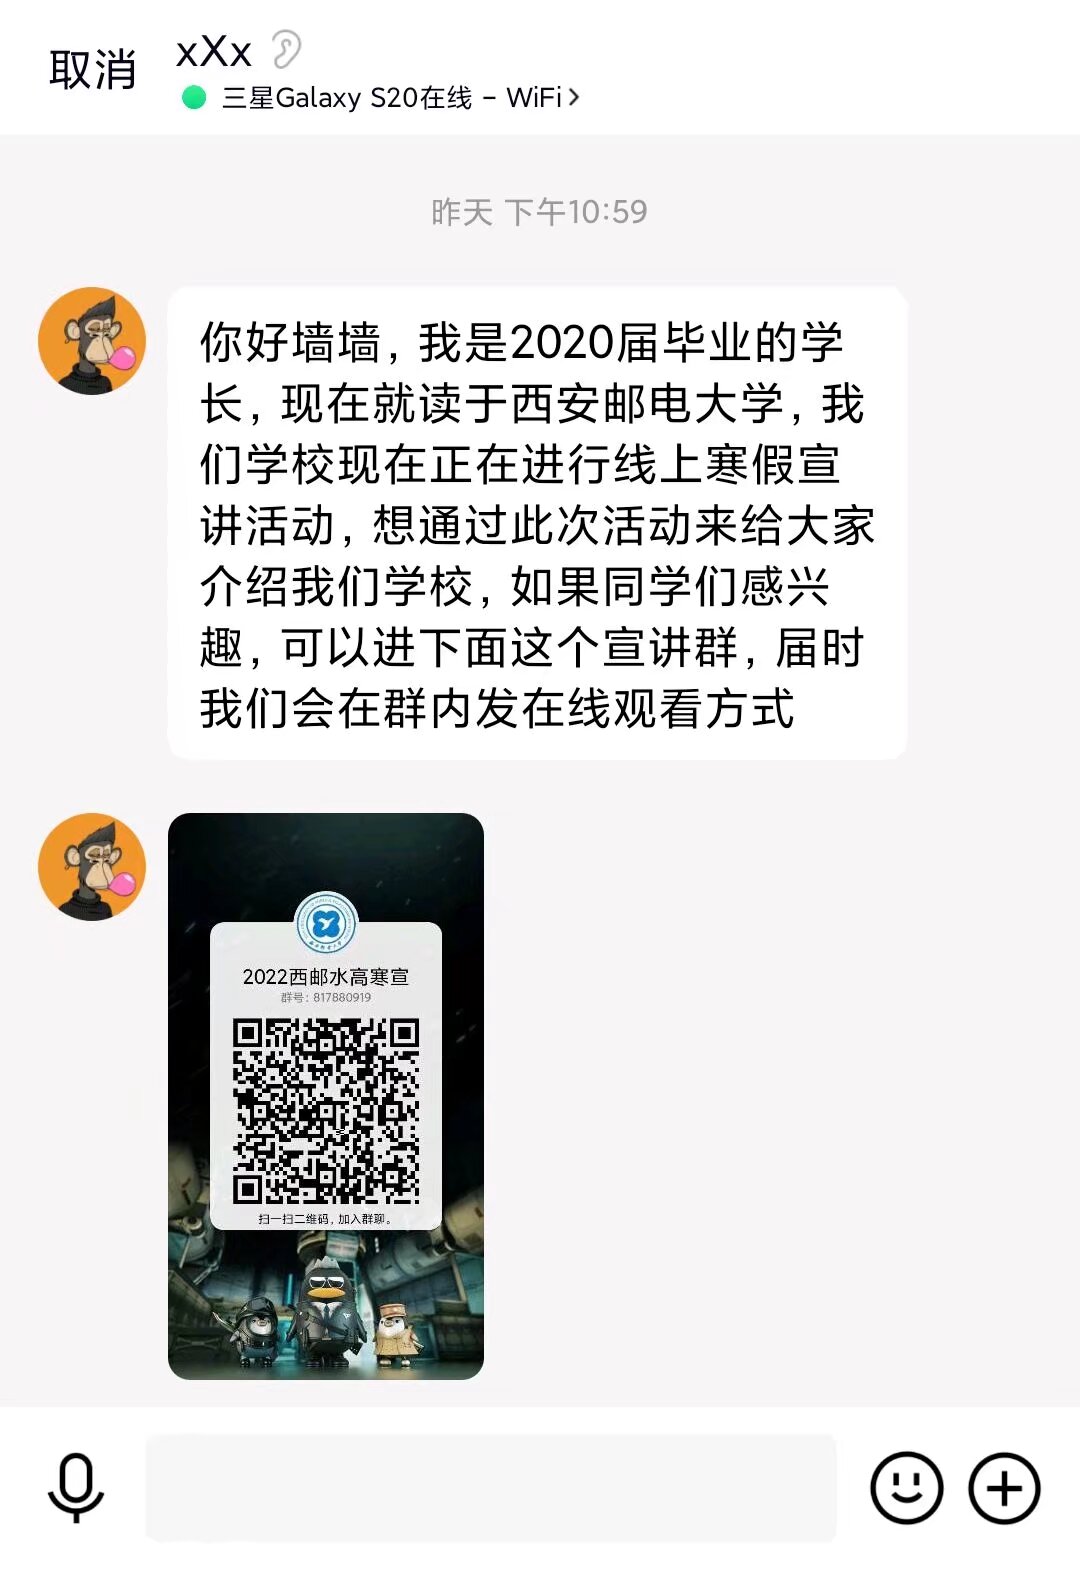 取消
xXx
三星Galaxy S20在线 - WiFi
昨天 下午10:59
你好墙墙，我是2020届毕业的学
长，现在就读于西安邮电大学，我
们学校现在正在进行线上寒假宣
讲活动，想通过此次活动来给大家
介绍我们学校，如果同学们感兴
趣，可以进下面这个宣讲群，届时
我们会在群内发在线观看方式
2022西邮水高寒宣
群号：817880919
扫一扫二维码，加入群聊。